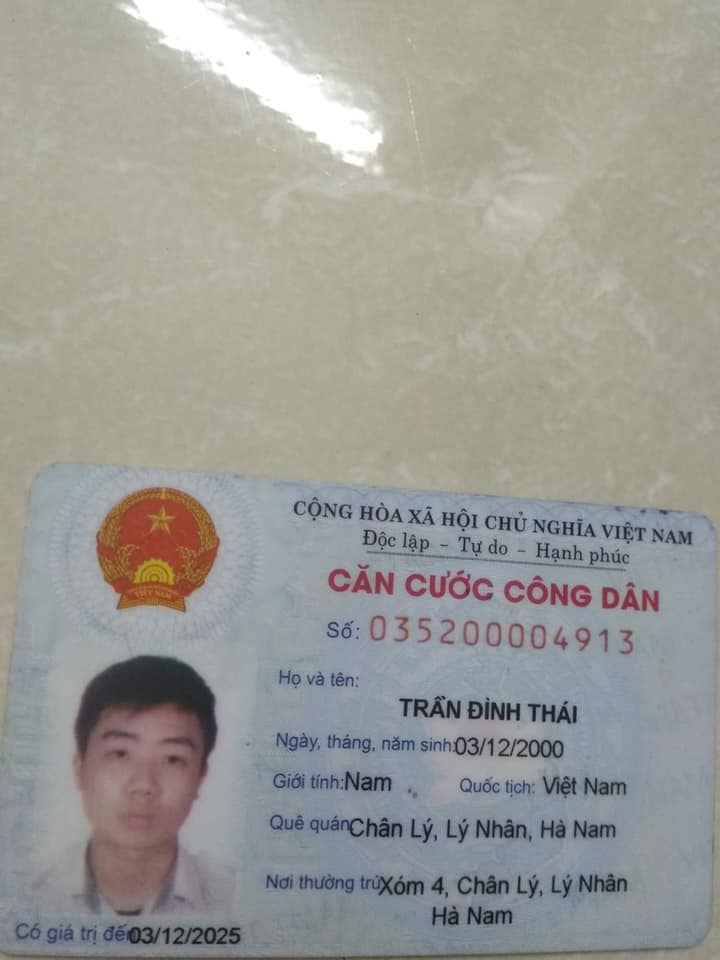 CỘNG HÒA XÃ HỘI CHỦ NGHĨA VIỆT NAM
Độc lập - Tự do - Hạnh phúc
CĂN CƯỚC CÔNG DÂN
Số: 035200004913
Họ và tên:
TRẦN ĐÌNH THÁI
Ngày, tháng, năm sinh: 03/12/2000
Giới tính: Nam Quốc tịch: Việt Nam
Quê quán Chân Lý, Lý Nhân, Hà Nam
Nơi thường trú Xóm 4, Chân Lý, Lý Nhân
Hà Nam
Có giá trị đến 03/12/2025
VIỆT NAM